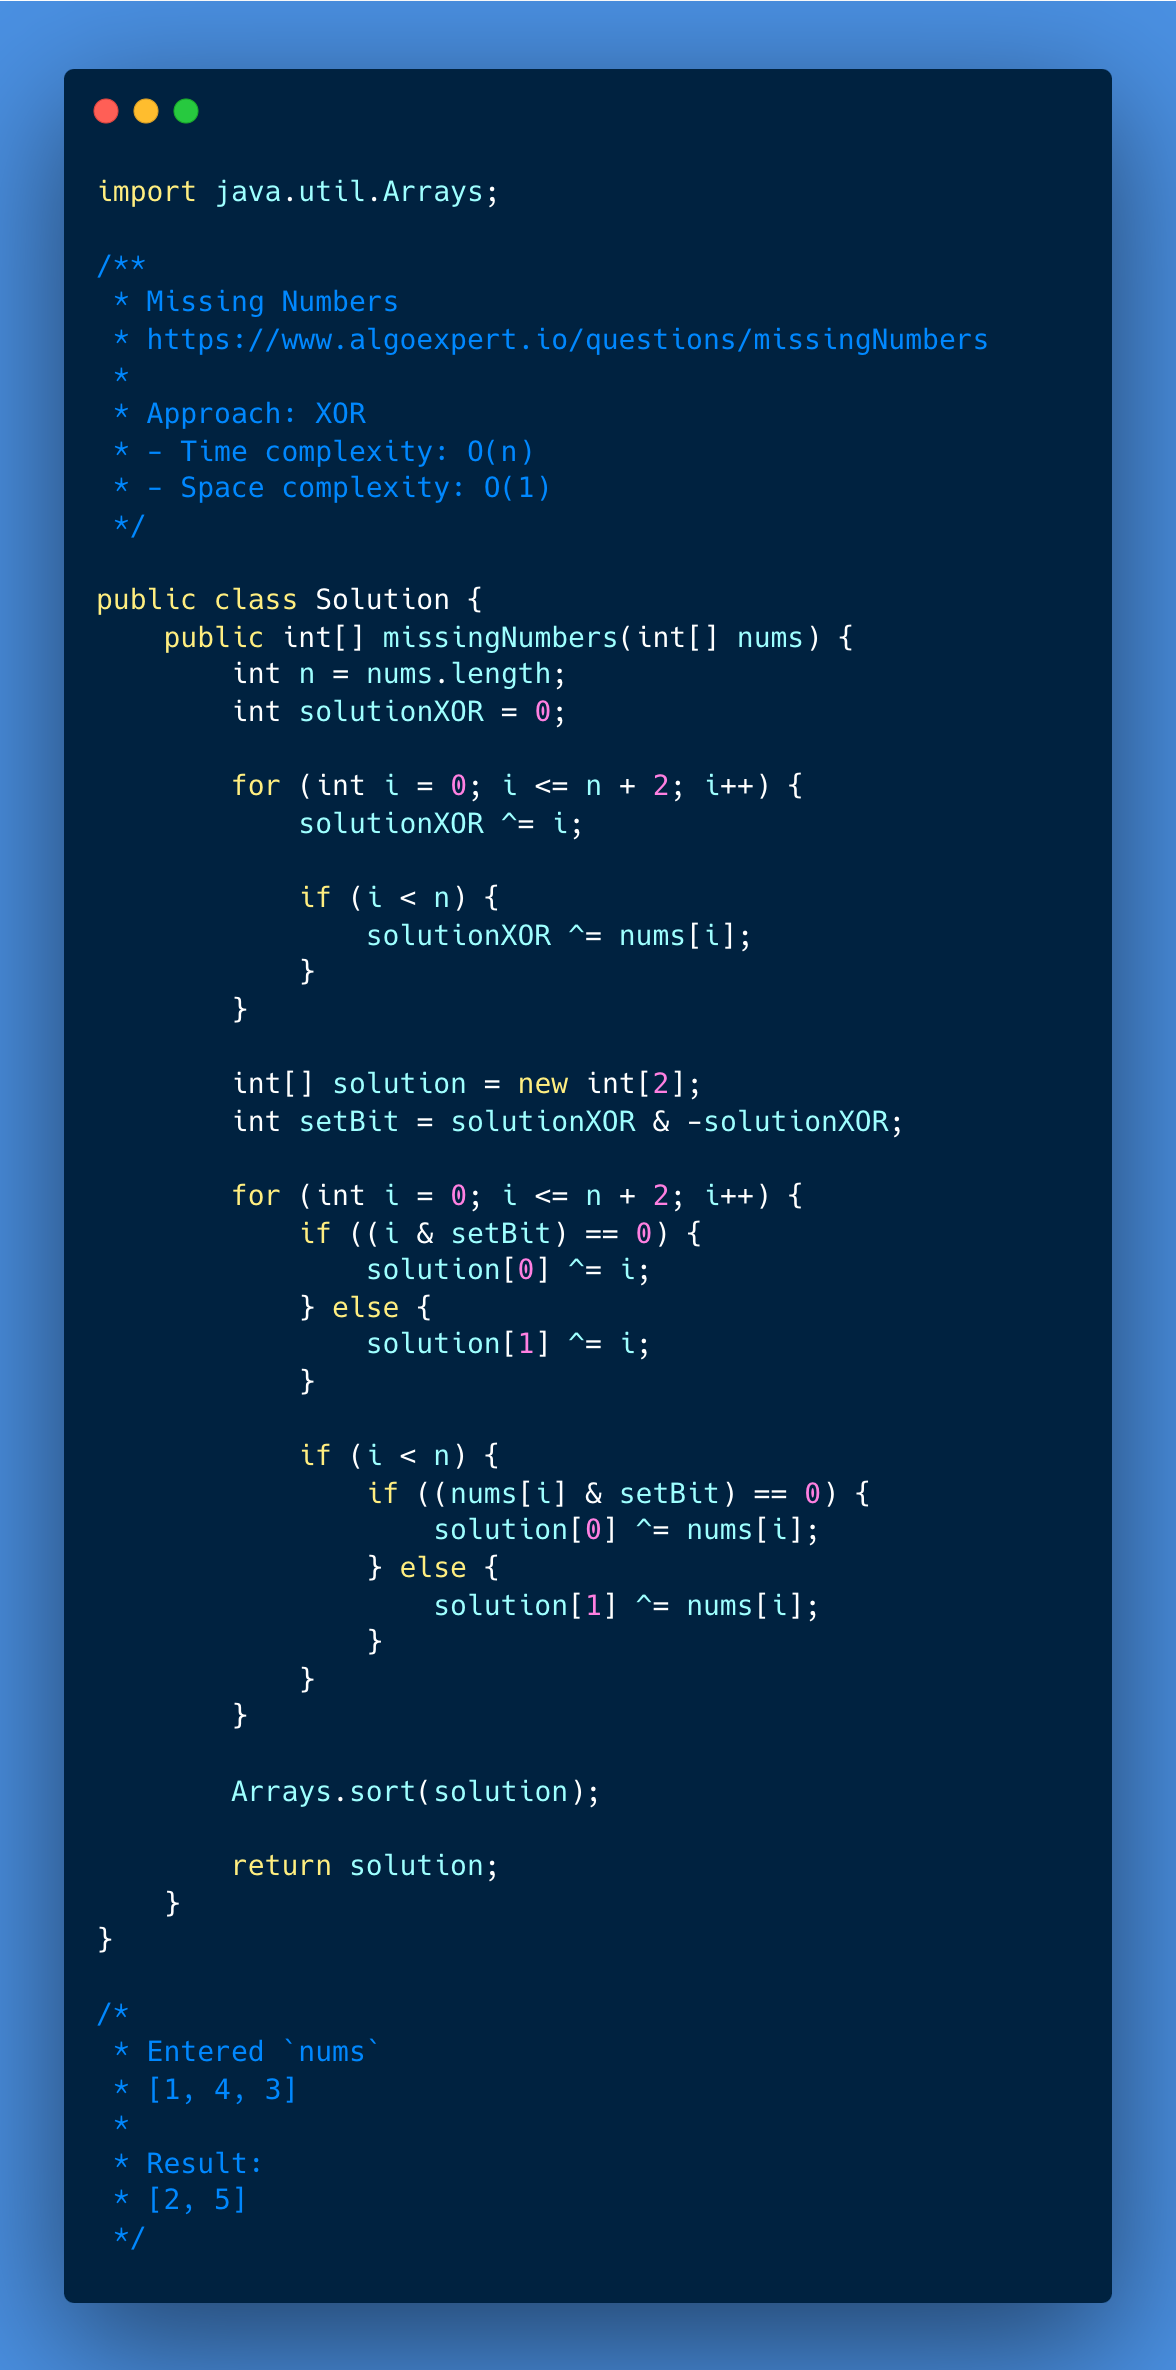 import java.util.Arrays;

/**
 * Missing Numbers
 * https://www.algoexpert.io/questions/missingNumbers
 *
 * Approach: XOR
 * - Time complexity: O(n)
 * - Space complexity: O(1)
 */

public class Solution {
    public int[] missingNumbers(int[] nums) {
        int n = nums.length;
        int solutionXOR = 0;

        for (int i = 0; i <= n + 2; i++) {
            solutionXOR ^= i;

            if (i < n) {
                solutionXOR ^= nums[i];
            }
        }

        int[] solution = new int[2];
        int setBit = solutionXOR & -solutionXOR;

        for (int i = 0; i <= n + 2; i++) {
            if ((i & setBit) == 0) {
                solution[0] ^= i;
            } else {
                solution[1] ^= i;
            }

            if (i < n) {
                if ((nums[i] & setBit) == 0) {
                    solution[0] ^= nums[i];
                } else {
                    solution[1] ^= nums[i];
                }
            }
        }

        Arrays.sort(solution);

        return solution;
    }
}

/*
 * Entered `nums`
 * [1, 4, 3]
 *
 * Result:
 * [2, 5]
 */